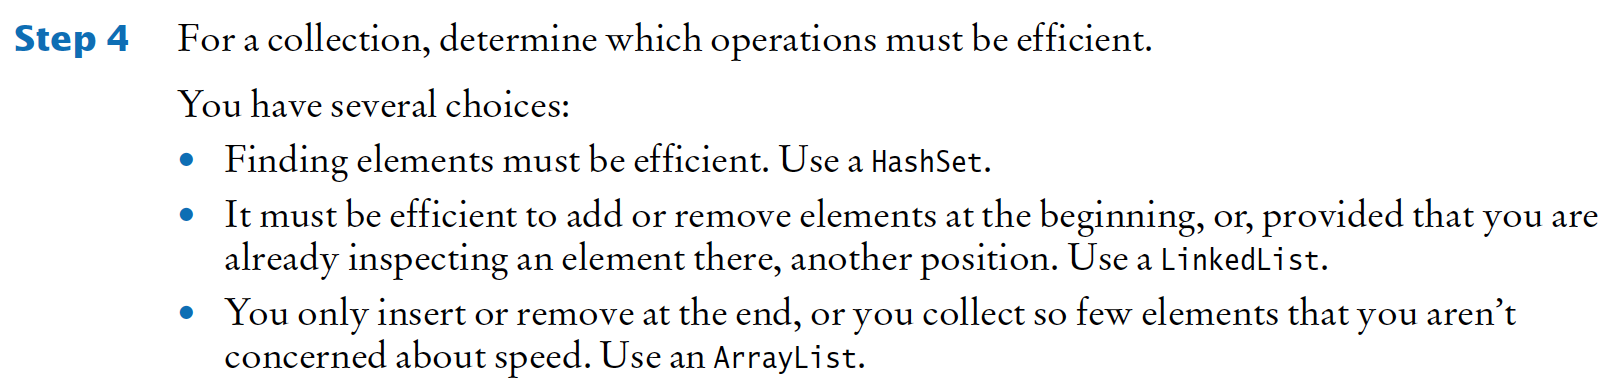 Step 4 For a collection, determine which operations must be efficient.
You have several choices:
• Finding elements must be efficient. Use a HashSet.
• It must be efficient to add or remove elements at the beginning, or, provided that you are
already inspecting an element there, another position. Use a LinkedList.
• You only insert or remove at the end, or you collect so few elements that you aren’t
concerned about speed. Use an ArrayList.